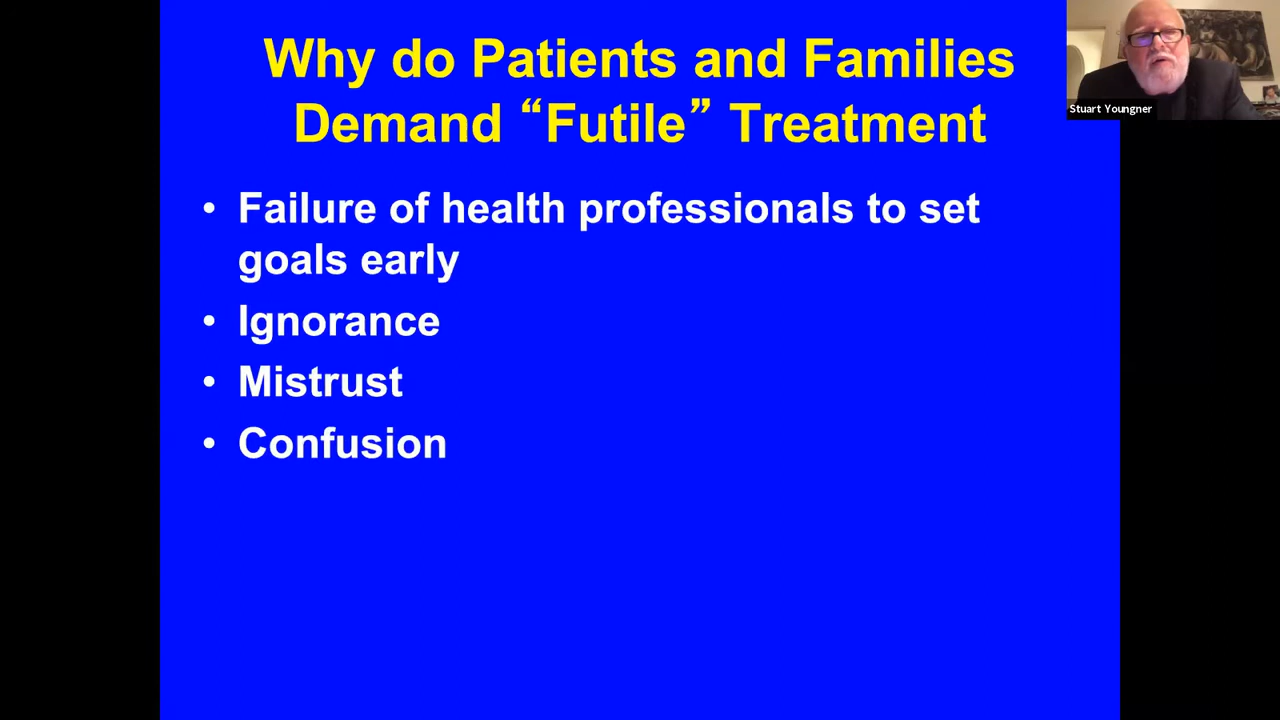 Why do Patients and Families
Demand “Futile” Treatment
• Failure of health professionals to set
goals early
• Ignorance
• Mistrust
• Confusion
Stuart Youngner